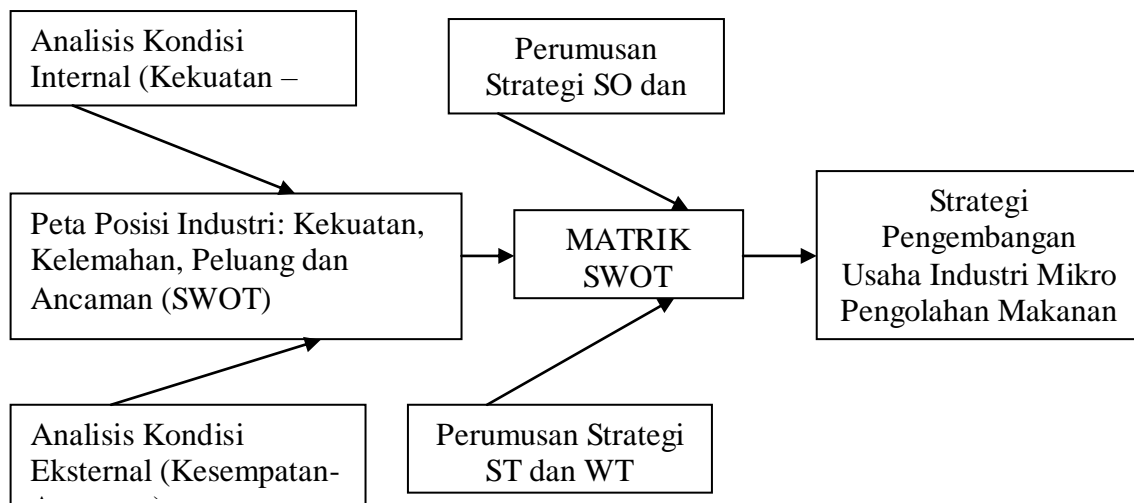 Analisis Kondisi
Internal (Kekuatan –
Perumusan
Strategi SO dan
Peta Posisi Industri: Kekuatan,
Kelemahan, Peluang dan
Ancaman (SWOT)
MATRIK
SWOT
Strategi
Pengembangan
Usaha Industri Mikro
Pengolahan Makanan
Analisis Kondisi
Eksternal (Kesempatan-
Perumusan Strategi
ST dan WT